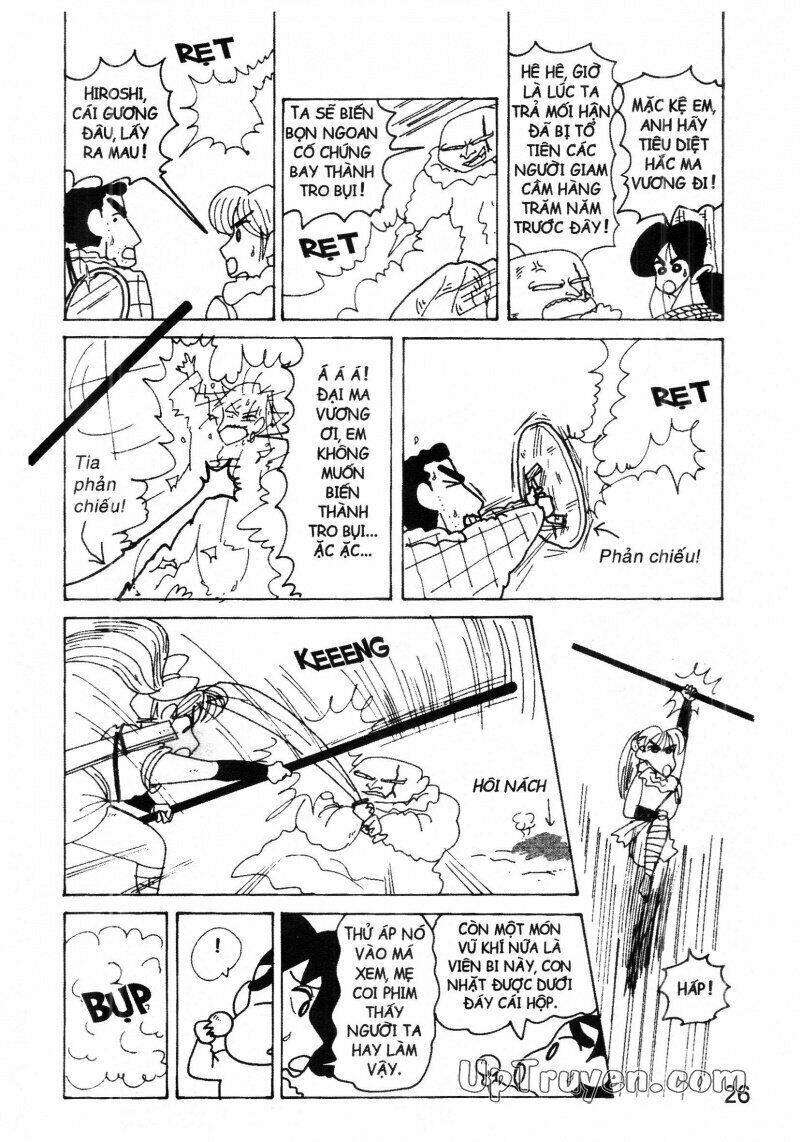 MẶC KỆ EM,
ANH HÃY
TIÊU DIỆT
HẮC MA
VƯƠNG ĐI!
HÊ HÊ, GIỜ
LÀ LÚC TA
TRẢ MỐI HẬN
ĐÃ BỊ TỔ
TIÊN CÁC
NGƯỜI GIAM
CẦM HÀNG
TRĂM NĂM
TRƯỚC ĐÂY!
TA SẼ BIẾN
BỌN NGOAN
CỐ CHỨNG
BAY THÀNH
TRO BỤI!
RẸT
RẸT
HIROSHI,
CÁI GƯƠNG
ĐÂU, LẤY
RA MAU!
RẸT
Phản chiếu!
Á Á Á!
ĐẠI MA
VƯƠNG
ƠI, EM
KHÔNG
MUỐN
BIẾN
THÀNH
TRO BỤI...
ẶC ẶC...
Tia
phản
chiếu!
HẤP!
KEEENG
HÔI NÁCH
CÒN MỘT MÓN
VŨ KHÍ NỮA LÀ
VIÊN BI NÀY, CON
NHẶT ĐƯỢC DƯỚI
ĐÁY CÁI HỘP.
THỬ ÁP NÓ
VÀO MÁ
XEM, MẸ
COI PHIM
THẤY
NGƯỜI TA
HAY LÀM
VẬY.
!
BỤP
UpTruyen.com
26